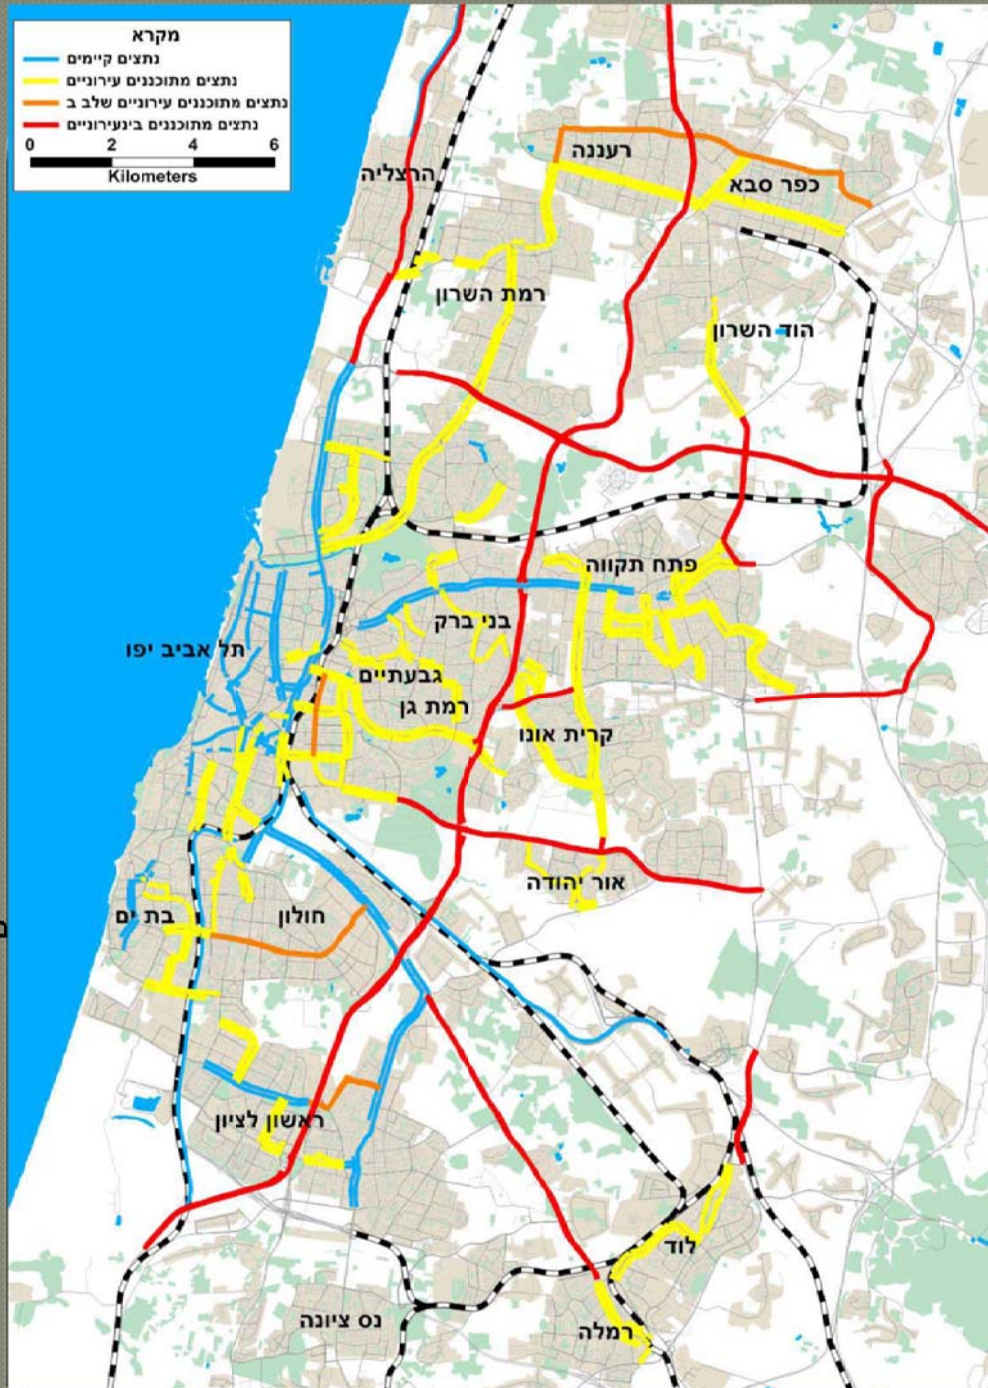 מקרא
נתצים קיימים
נתצים מתוכננים עירוניים
נתצים מתוכננים עירוניים שלב ב
נתצים מתוכננים בינעירוניים
0 2 4 6
Kilometers
רעננה
הרצליה
כפר סבא
רמת השרון
הוד השרון
פתח תקווה
בני ברק
תל אביב יפו
גבעתיים
רמת גן
קרית אונו
אור יהודה
בת ים
חולון
ראשון לציון
לוד
נס ציונה
רמלה